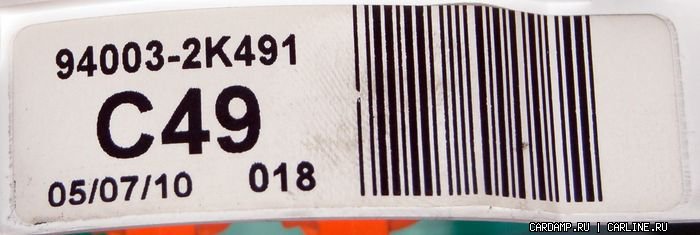 94003-2K491
C49
05/07/10 018
CARDAMP.RU | CARLINE.RU